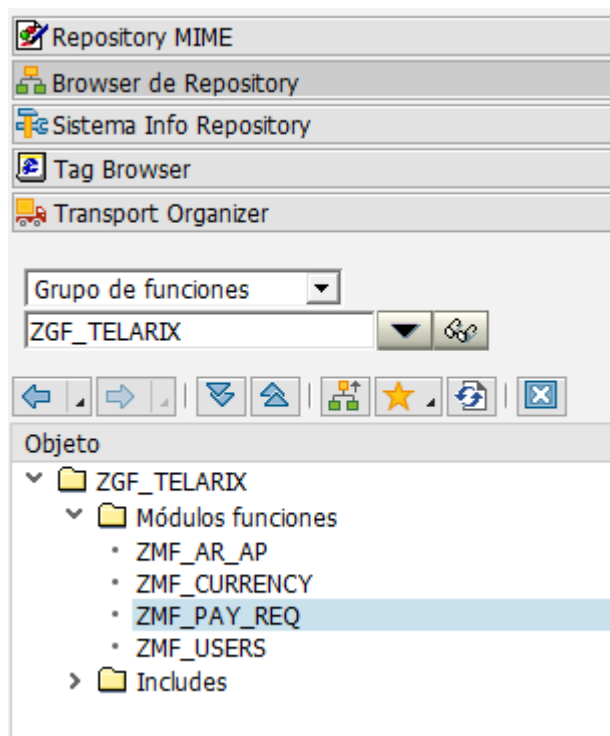 Repository MIME
Browser de Repository
Sistema Info Repository
Tag Browser
Transport Organizer
Grupo de funciones
ZGF_TELARIX
Objeto
ZGF_TELARIX
Módulos funciones
ZMF_AR_AP
ZMF_CURRENCY
ZMF_PAY_REQ
ZMF_USERS
Includes